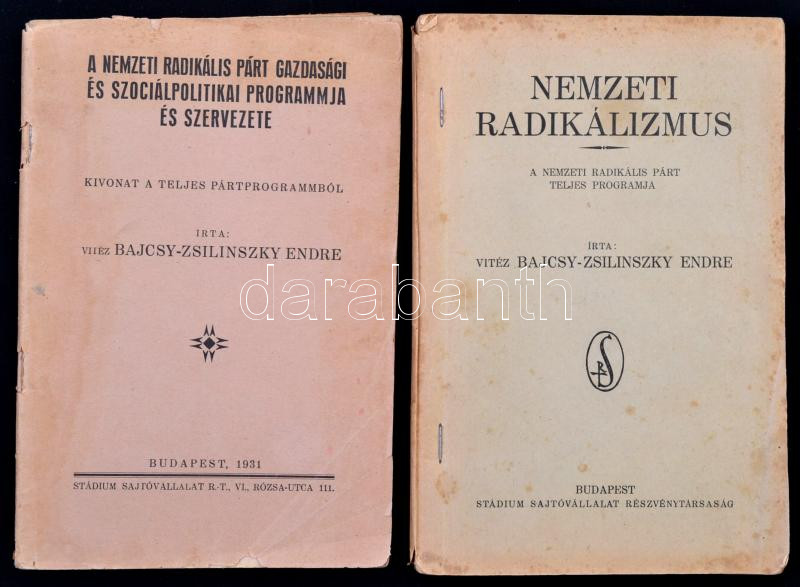 A NEMZETI RADIKÁLIS PÁRT GAZDASÁGI
ÉS SZOCIÁLPOLITIKAI PROGRAMMJA
ÉS SZERVEZETE
KIVONAT A TELJES PÁRTPROGRAMMBÓL
ÍRTA:
VITÉZ BAJCSY-ZSILINSZKY ENDRE
BUDAPEST, 1931
STÁDIUM SAJTÓVÁLLALAT R.-T., VI., RÓZSA-UTCA 111.
NEMZETI
RADIKÁLIZMUS
A NEMZETI RADIKÁLIS PÁRT
TELJES PROGRAMJA
ÍRTA:
VITÉZ BAJCSY-ZSILINSZKY ENDRE
BUDAPEST
STÁDIUM SAJTÓVÁLLALAT RÉSZVÉNYTÁRSASÁG
darabanth